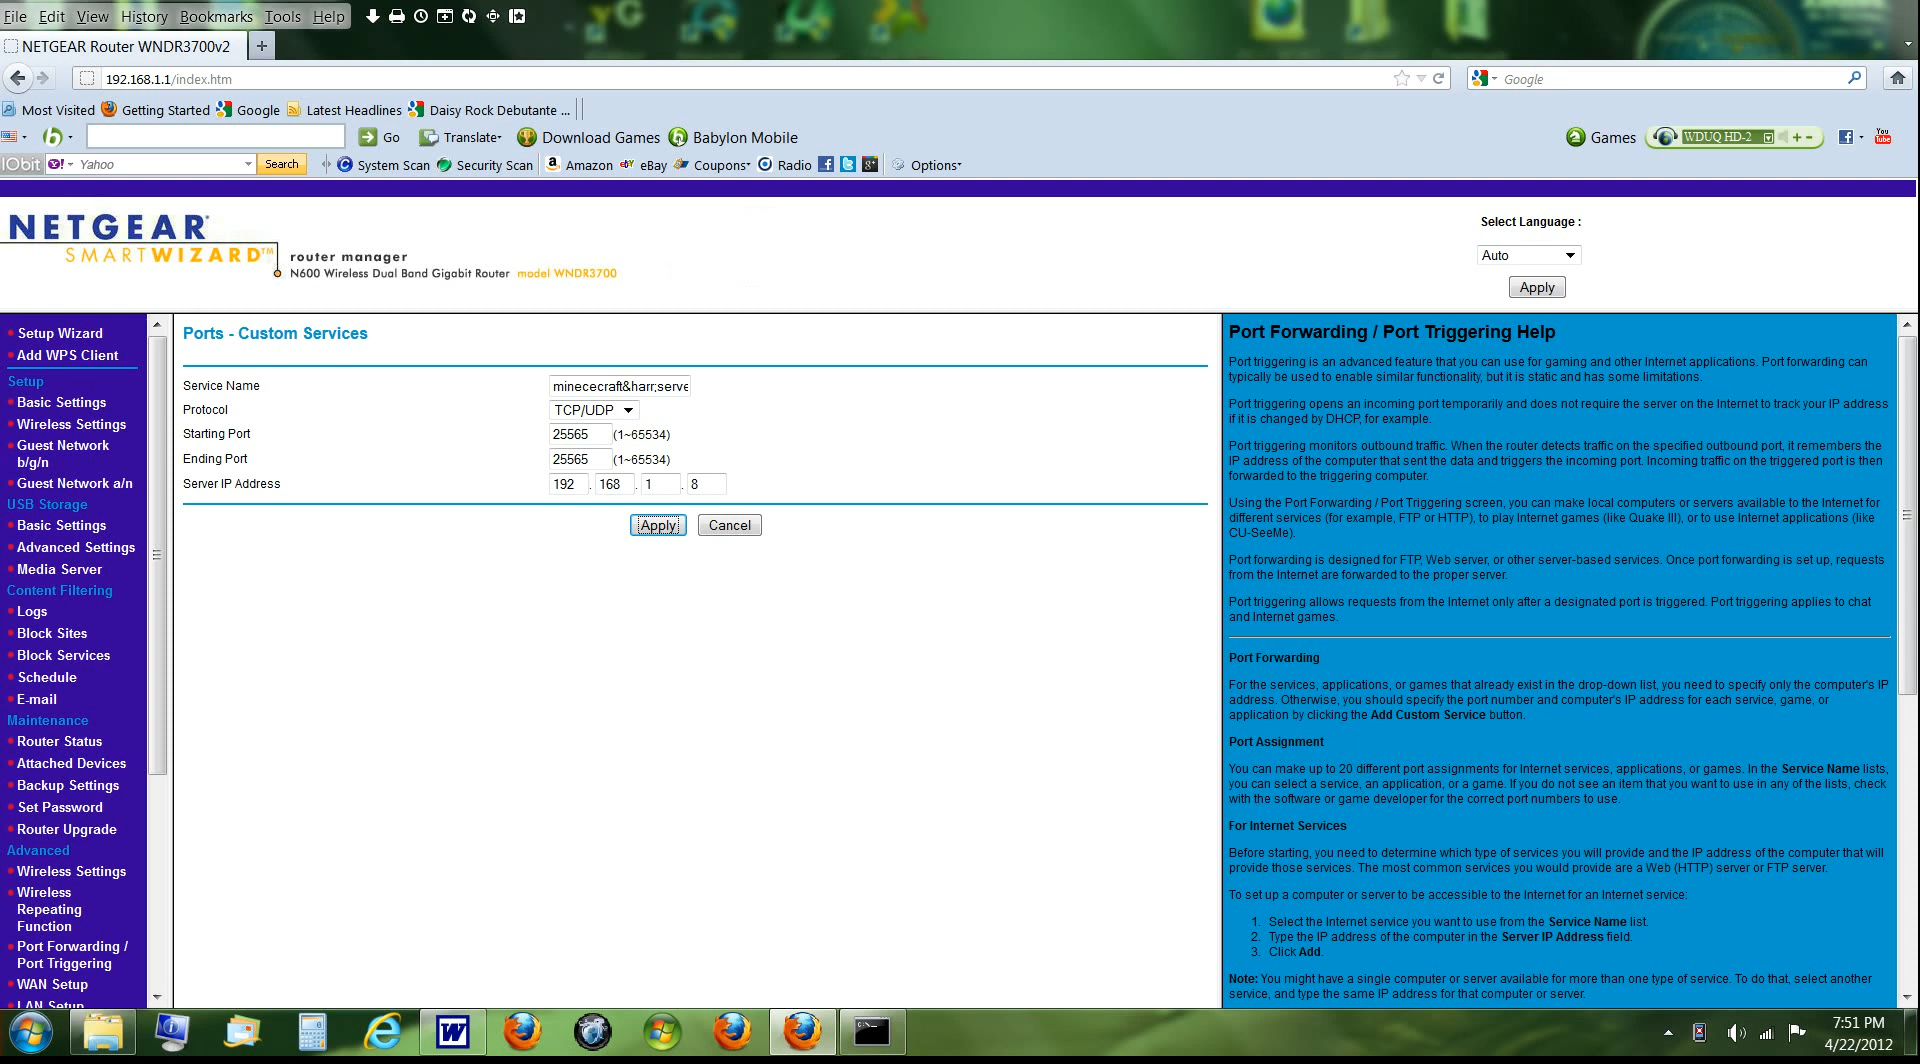 File Edit View History Bookmarks Tools Help
NETGEAR Router WNDR3700v2
192.168.1.1/index.htm
Google
Most Visited Getting Started Google Latest Headlines Daisy Rock Debutante ...
Go Translate Download Games Babylon Mobile Games WDUQ HD-2 You Tube
IObit Yahoo Search System Scan Security Scan Amazon eBay Coupons Radio Options
NETGEAR
SMARTWIZARD™
router manager
N600 Wireless Dual Band Gigabit Router model WNDR3700
Select Language :
Auto
Apply
Setup Wizard
Add WPS Client
Setup
Basic Settings
Wireless Settings
Guest Network
b/g/n
Guest Network a/n
USB Storage
Basic Settings
Advanced Settings
Media Server
Content Filtering
Logs
Block Sites
Block Services
Schedule
E-mail
Maintenance
Router Status
Attached Devices
Backup Settings
Set Password
Router Upgrade
Advanced
Wireless Settings
Wireless
Repeating
Function
Port Forwarding /
Port Triggering
WAN Setup
LAN Setup
Ports - Custom Services
Service Name minececraft&harr;serve
Protocol TCP/UDP
Starting Port 25565 (1~65534)
Ending Port 25565 (1~65534)
Server IP Address 192 . 168 . 1 . 8
Apply Cancel
Port Forwarding / Port Triggering Help
Port triggering is an advanced feature that you can use for gaming and other Internet applications. Port forwarding can
typically be used to enable similar functionality, but it is static and has some limitations.
Port triggering opens an incoming port temporarily and does not require the server on the Internet to track your IP address
if it is changed by DHCP, for example.
Port triggering monitors outbound traffic. When the router detects traffic on the specified outbound port, it remembers the
IP address of the computer that sent the data and triggers the incoming port. Incoming traffic on the triggered port is then
forwarded to the triggering computer.
Using the Port Forwarding / Port Triggering screen, you can make local computers or servers available to the Internet for
different services (for example, FTP or HTTP), to play Internet games (like Quake III), or to use Internet applications (like
CU-SeeMe).
Port forwarding is designed for FTP, Web server, or other server-based services. Once port forwarding is set up, requests
from the Internet are forwarded to the proper server.
Port triggering allows requests from the Internet only after a designated port is triggered. Port triggering applies to chat
and Internet games.
Port Forwarding
For the services, applications, or games that already exist in the drop-down list, you need to specify only the computer's IP
address. Otherwise, you should specify the port number and computer's IP address for each service, game, or
application by clicking the Add Custom Service button.
Port Assignment
You can make up to 20 different port assignments for Internet services, applications, or games. In the Service Name lists,
you can select a service, an application, or a game. If you do not see an item that you want to use in any of the lists, check
with the software or game developer for the correct port numbers to use.
For Internet Services
Before starting, you need to determine which type of services you will provide and the IP address of the computer that will
provide those services. The most common services you would provide are a Web (HTTP) server or FTP server.
To set up a computer or server to be accessible to the Internet for an Internet service:
1. Select the Internet service you want to use from the Service Name list.
2. Type the IP address of the computer in the Server IP Address field.
3. Click Add.
Note: You might have a single computer or server available for more than one type of service. To do that, select another
service, and type the same IP address for that computer or server.
7:51 PM
4/22/2012